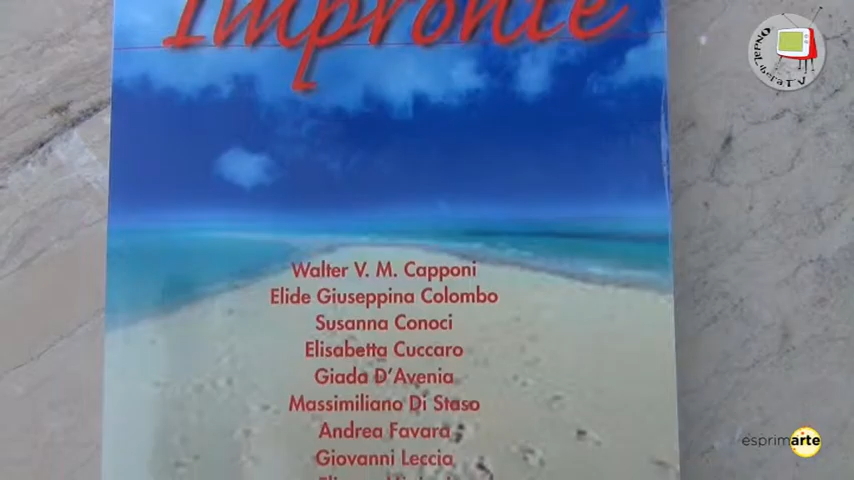 Impronte
OndaLiberaTV
Walter V. M. Capponi
Elide Giuseppina Colombo
Susanna Conoci
Elisabetta Cuccaro
Giada D'Avenia
Massimiliano Di Staso
Andrea Favara
Giovanni Leccia
esprimarte